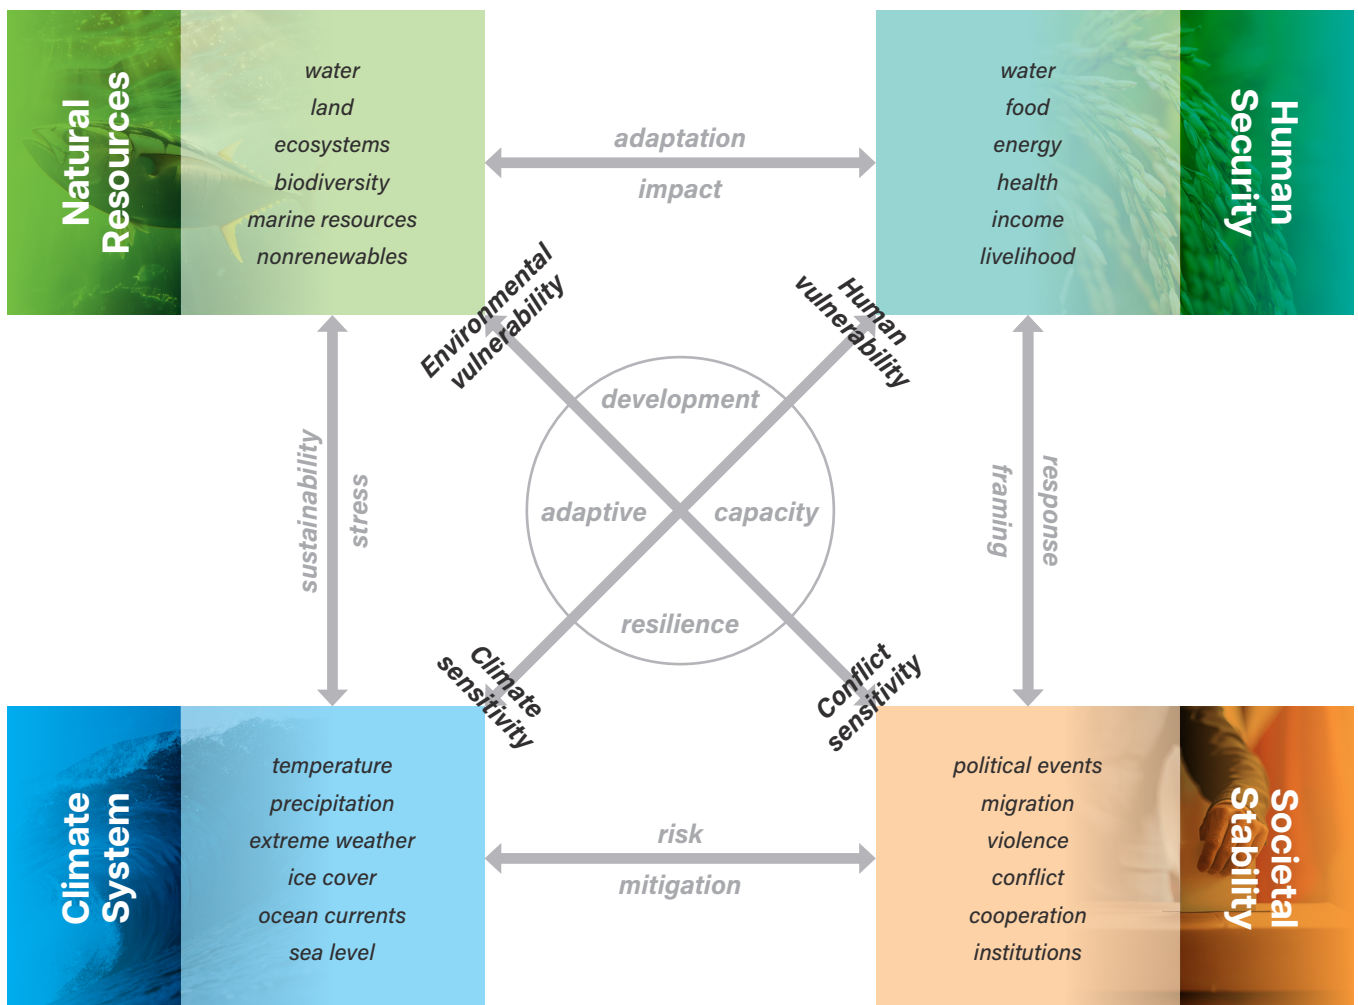 Natural
Resources
water
land
ecosystems
biodiversity
marine resources
nonrenewables
adaptation
impact
water
food
energy
health
income
livelihood
Human
Security
Environmental
vulnerability
Human
vulnerability
sustainability
stress
development
adaptive capacity
resilience
framing
response
Climate
sensitivity
Conflict
sensitivity
Climate
System
temperature
precipitation
extreme weather
ice cover
ocean currents
sea level
risk
mitigation
political events
migration
violence
conflict
cooperation
institutions
Societal
Stability